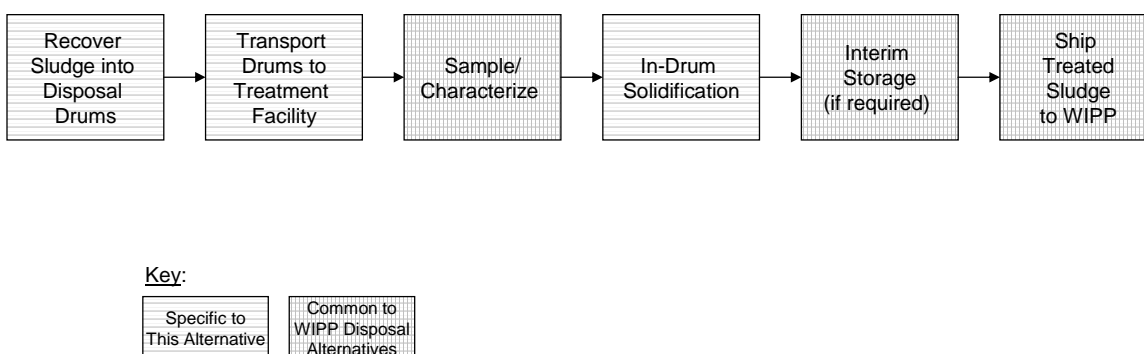 Recover
Sludge into
Disposal
Drums
Transport
Drums to
Treatment
Facility
Sample/
Characterize
In-Drum
Solidification
Interim
Storage
(if required)
Ship
Treated
Sludge
to WIPP
Key:
Specific to
This Alternative
Common to
WIPP Disposal
Alternatives